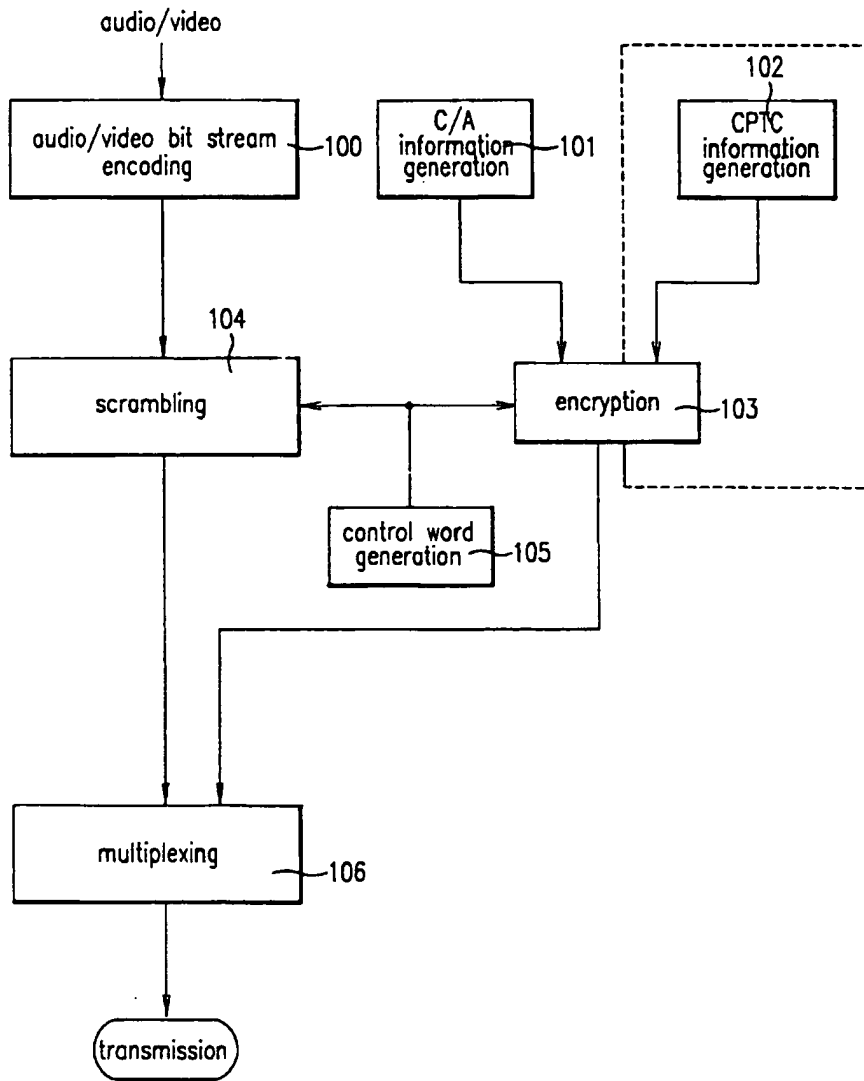 audio/video
audio/video bit stream
encoding
100
C/A
information
generation
101
102
CPTC
information
generation
104
scrambling
encryption
103
control word
generation
105
multiplexing
106
transmission